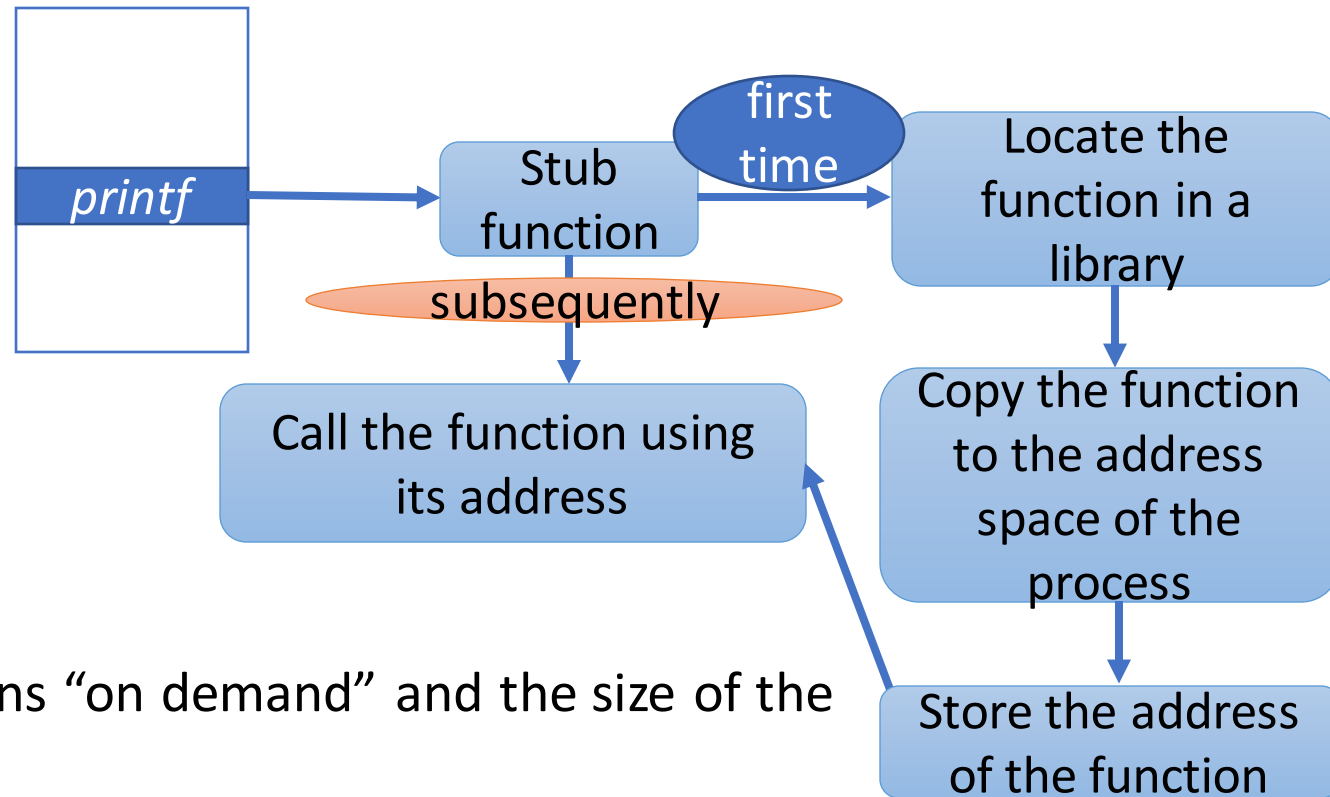 printf
Stub
function
first
time
Locate the
function in a
library
subsequently
Call the function using
its address
Copy the function
to the address
space of the
process
Store the address
of the function
ns “on demand” and the size of the